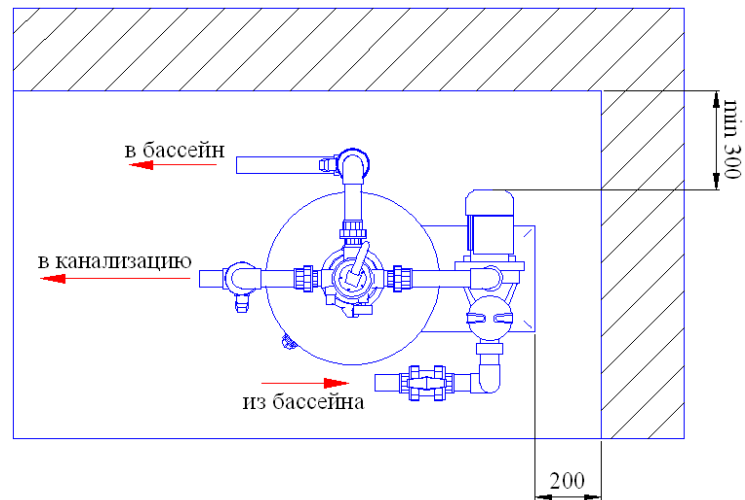 в бассейн
min 300
в канализацию
из бассейна
200